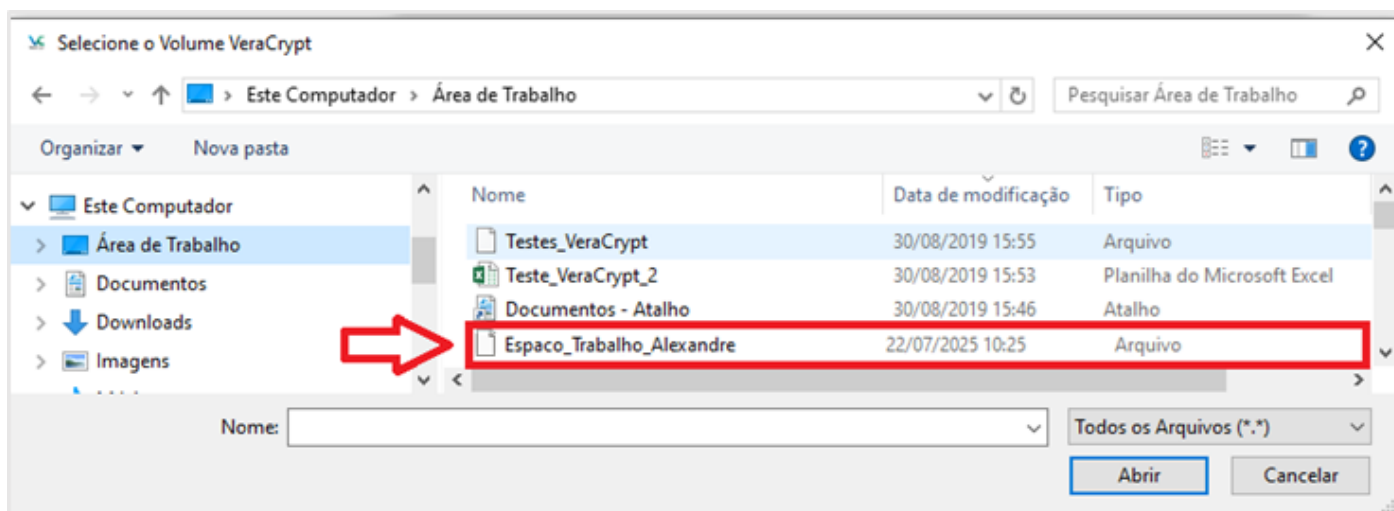 Selecione o Volume VeraCrypt
Este Computador > Área de Trabalho
Pesquisar Área de Trabalho
Organizar
Nova pasta
Este Computador
Área de Trabalho
Documentos
Downloads
Imagens
Nome Data de modificação Tipo
Testes_VeraCrypt 30/08/2019 15:55 Arquivo
Teste_VeraCrypt_2 30/08/2019 15:53 Planilha do Microsoft Excel
Documentos - Atalho 30/08/2019 15:46 Atalho
Espaco_Trabalho_Alexandre 22/07/2025 10:25 Arquivo
Nome:
Todos os Arquivos (*.*)
Abrir
Cancelar